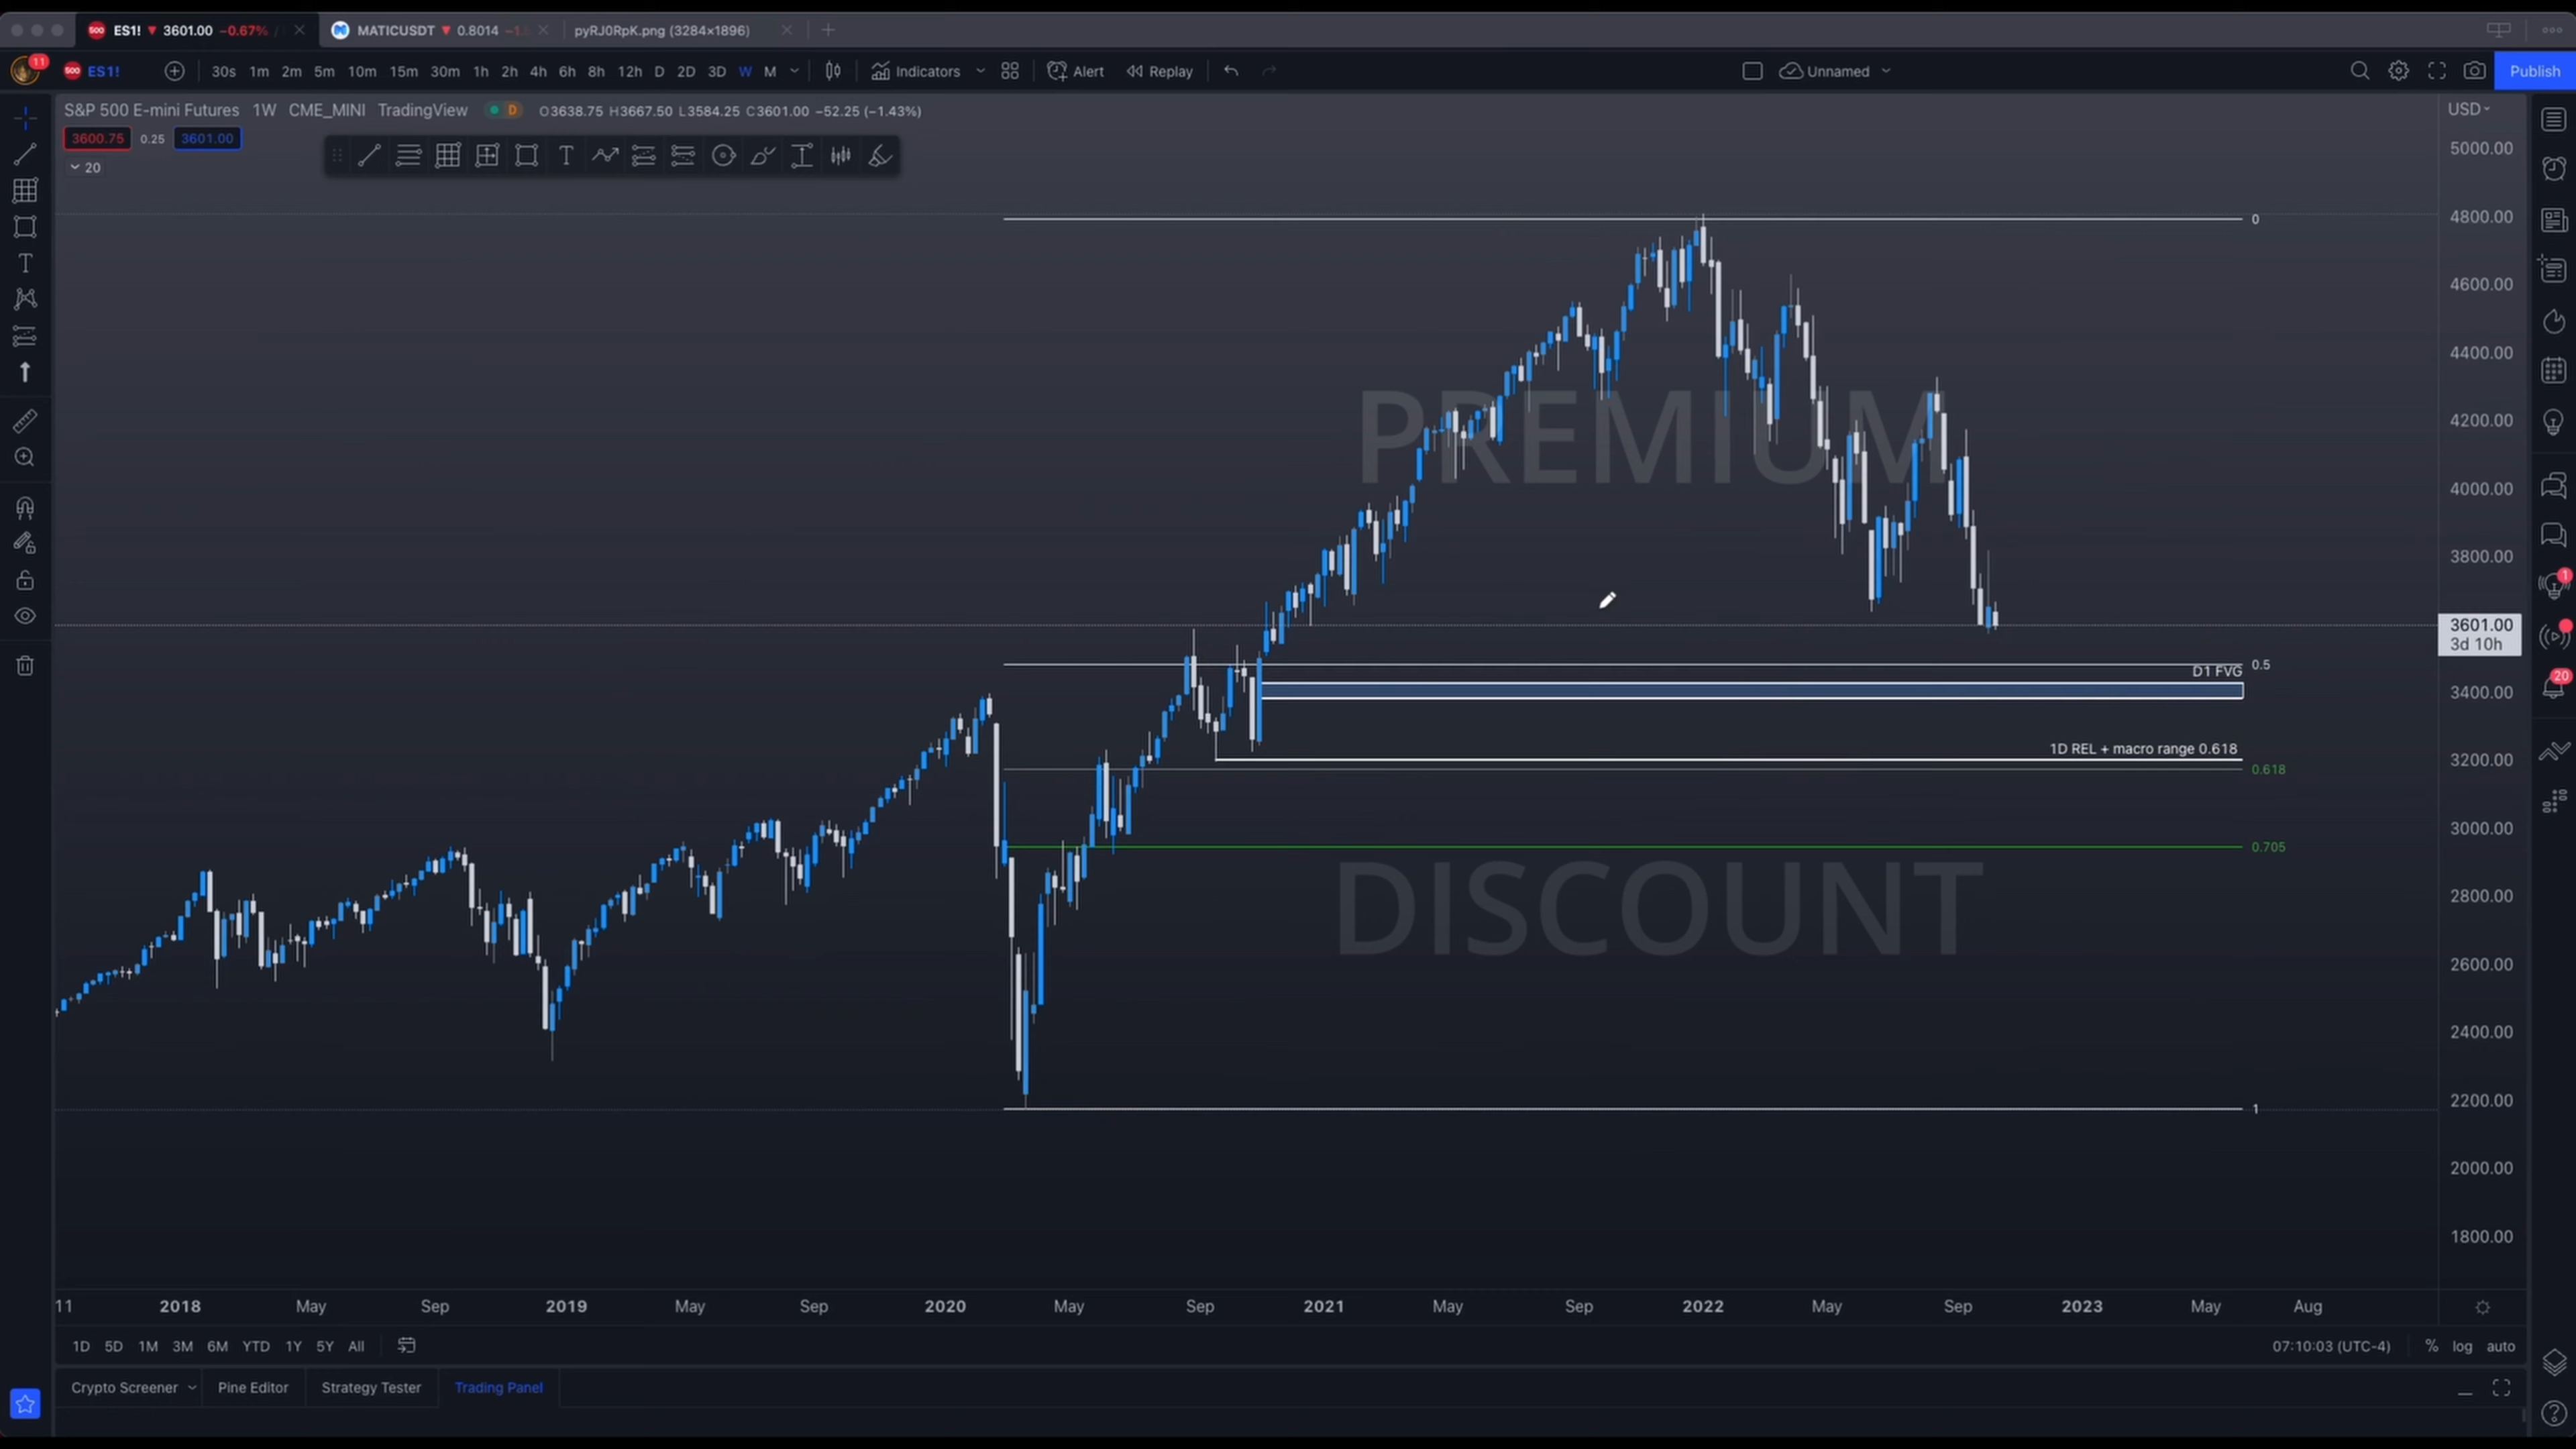 ES1! ▼ 3601.00 −0.67% /
MATICUSDT ▼ 0.8014 −1.
pyRJ0RpK.png (3284×1896)
11
500 ES1!
30s 1m 2m 5m 10m 15m 30m 1h 2h 4h 6h 8h 12h D 2D 3D W M
Indicators
Alert
Replay
Unnamed
Publish
S&P 500 E-mini Futures 1W CME_MINI TradingView
D
O3638.75 H3667.50 L3584.25 C3601.00 −52.25 (−1.43%)
USD
3600.75 0.25 3601.00
20
5000.00
4800.00
4600.00
4400.00
4200.00
4000.00
3800.00
3601.00
3d 10h
3400.00
3200.00
3000.00
2800.00
2600.00
2400.00
2200.00
2000.00
1800.00
0
PREMIUM
0.5
D1 FVG
1D REL + macro range 0.618
0.618
0.705
DISCOUNT
1
1
20
11 2018 May Sep 2019 May Sep 2020 May Sep 2021 May Sep 2022 May Sep 2023 May Aug
1D 5D 1M 3M 6M YTD 1Y 5Y All
07:10:03 (UTC-4) % log auto
Crypto Screener Pine Editor Strategy Tester Trading Panel